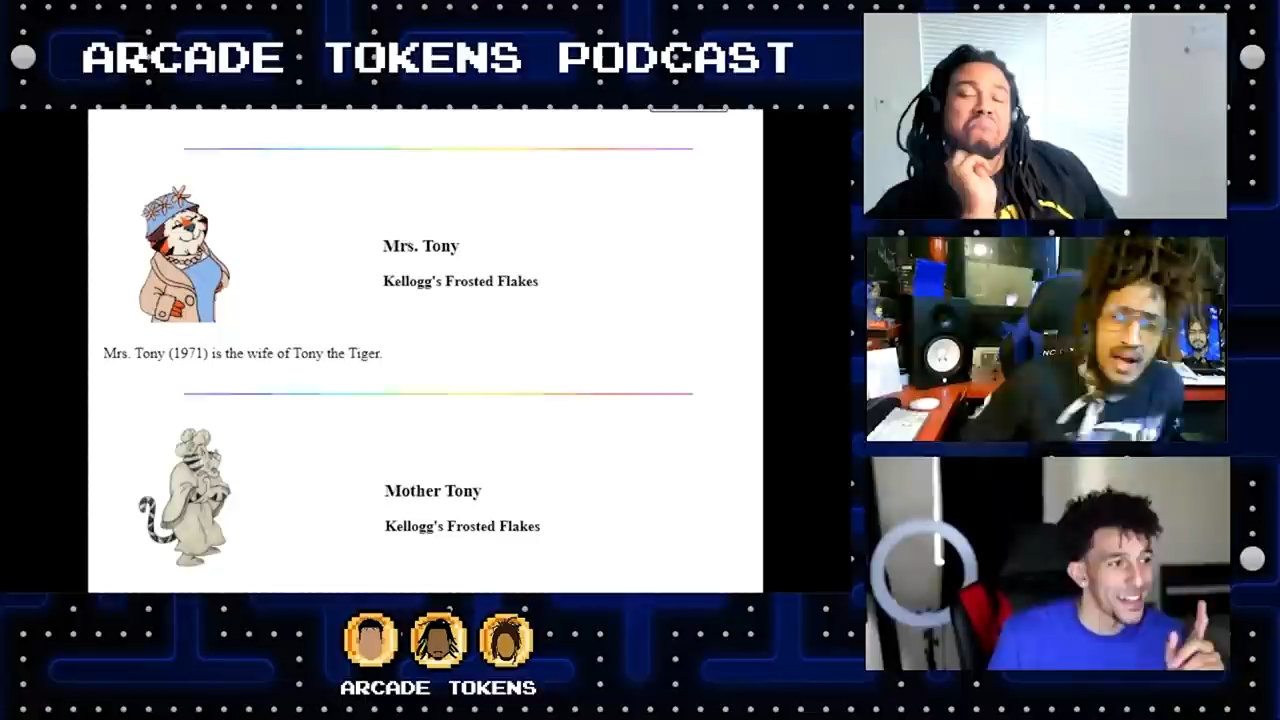 ARCADE TOKENS PODCAST
Mrs. Tony
Kellogg's Frosted Flakes
Mrs. Tony (1971) is the wife of Tony the Tiger.
Mother Tony
Kellogg's Frosted Flakes
ARCADE TOKENS